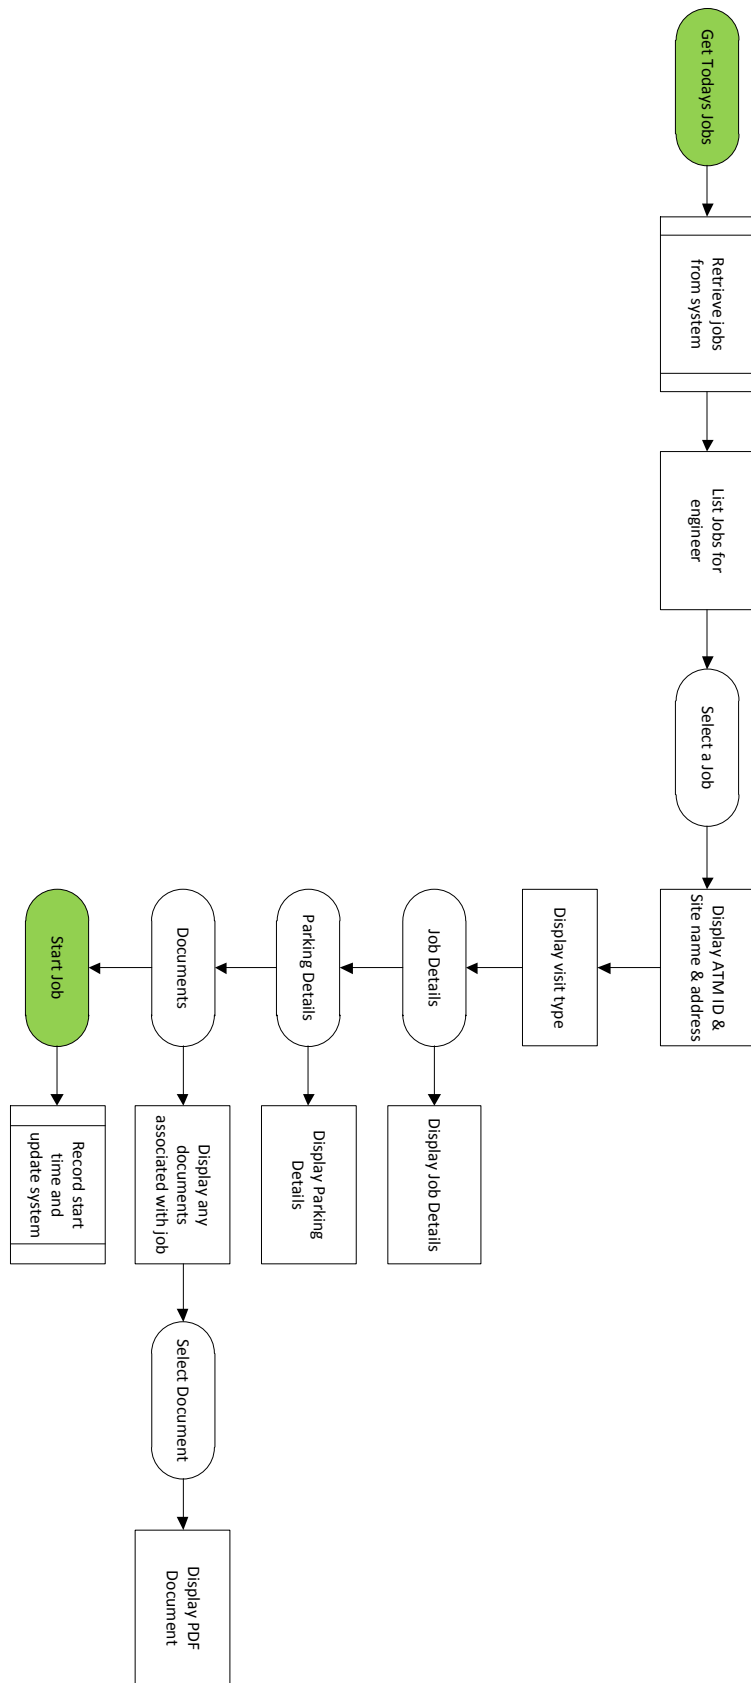 Get Todays Jobs
Retrieve jobs
from system
List Jobs for
engineer
Select a Job
Display ATM ID &
Site name & address
Display visit type
Job Details
Display Job Details
Parking Details
Display Parking
Details
Documents
Display any
documents
associated with job
Select Document
Display PDF
Document
Start Job
Record start
time and
update system